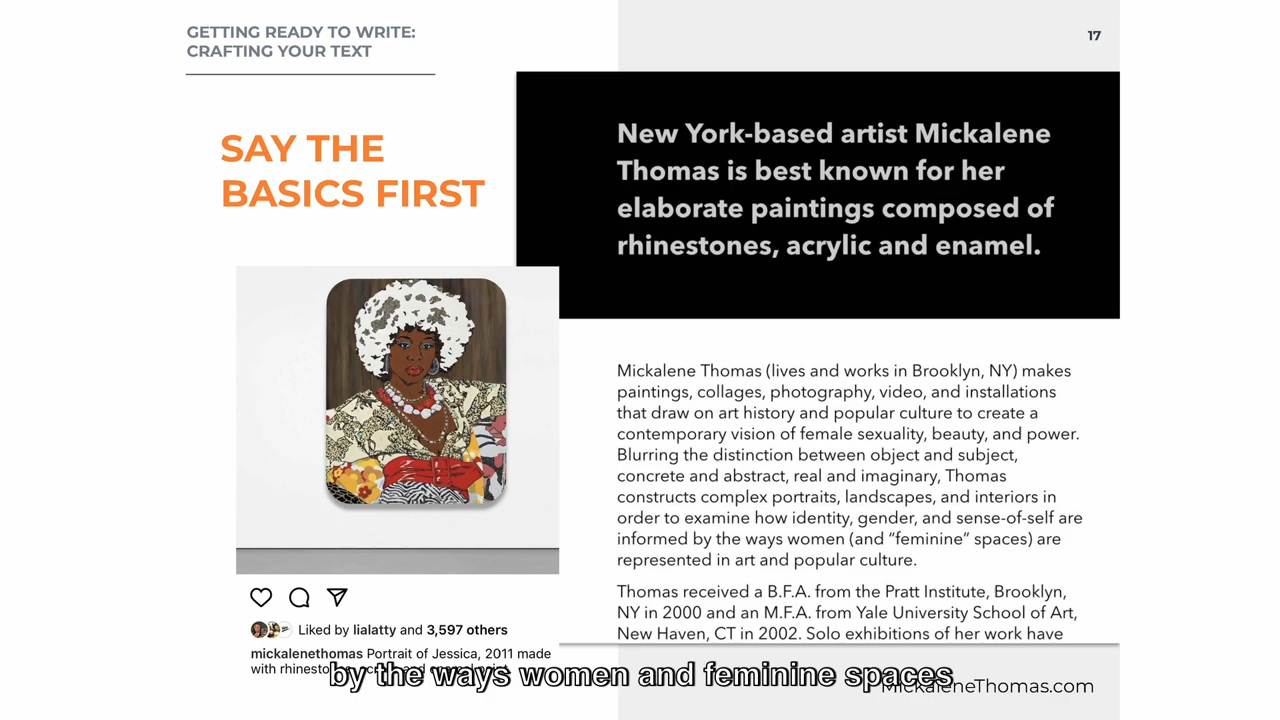 GETTING READY TO WRITE:
CRAFTING YOUR TEXT
17
SAY THE
BASICS FIRST
New York-based artist Mickalene
Thomas is best known for her
elaborate paintings composed of
rhinestones, acrylic and enamel.
Mickalene Thomas (lives and works in Brooklyn, NY) makes
paintings, collages, photography, video, and installations
that draw on art history and popular culture to create a
contemporary vision of female sexuality, beauty, and power.
Blurring the distinction between object and subject,
concrete and abstract, real and imaginary, Thomas
constructs complex portraits, landscapes, and interiors in
order to examine how identity, gender, and sense-of-self are
informed by the ways women (and “feminine” spaces) are
represented in art and popular culture.
Thomas received a B.F.A. from the Pratt Institute, Brooklyn,
NY in 2000 and an M.F.A. from Yale University School of Art,
New Haven, CT in 2002. Solo exhibitions of her work have
Liked by lialatty and 3,597 others
mickalenethomas Portrait of Jessica, 2011 made
with
by the ways women and feminine spaces
MickaleneThomas.com